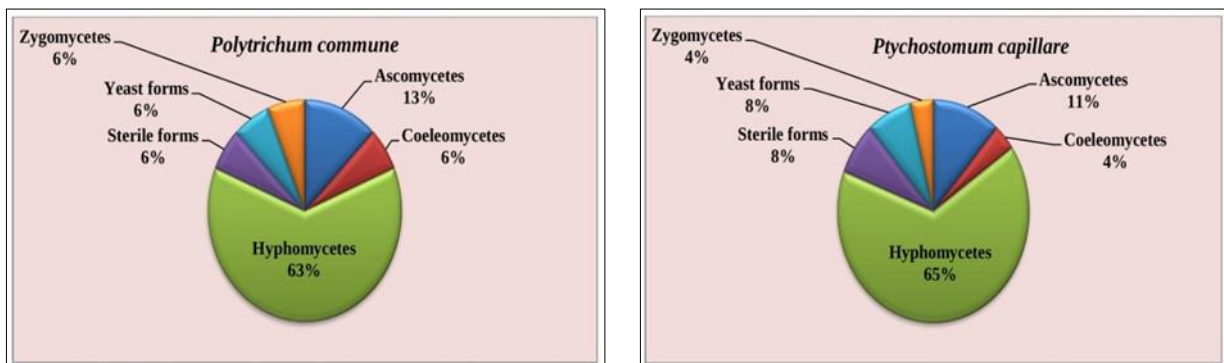 Polytrichum commune
Zygomycetes
6%
Yeast forms
6%
Sterile forms
6%
Ascomycetes
13%
Coeleomycetes
6%
Hyphomycetes
63%
Ptychostomum capillare
Zygomycetes
4%
Yeast forms
8%
Sterile forms
8%
Ascomycetes
11%
Coeleomycetes
4%
Hyphomycetes
65%